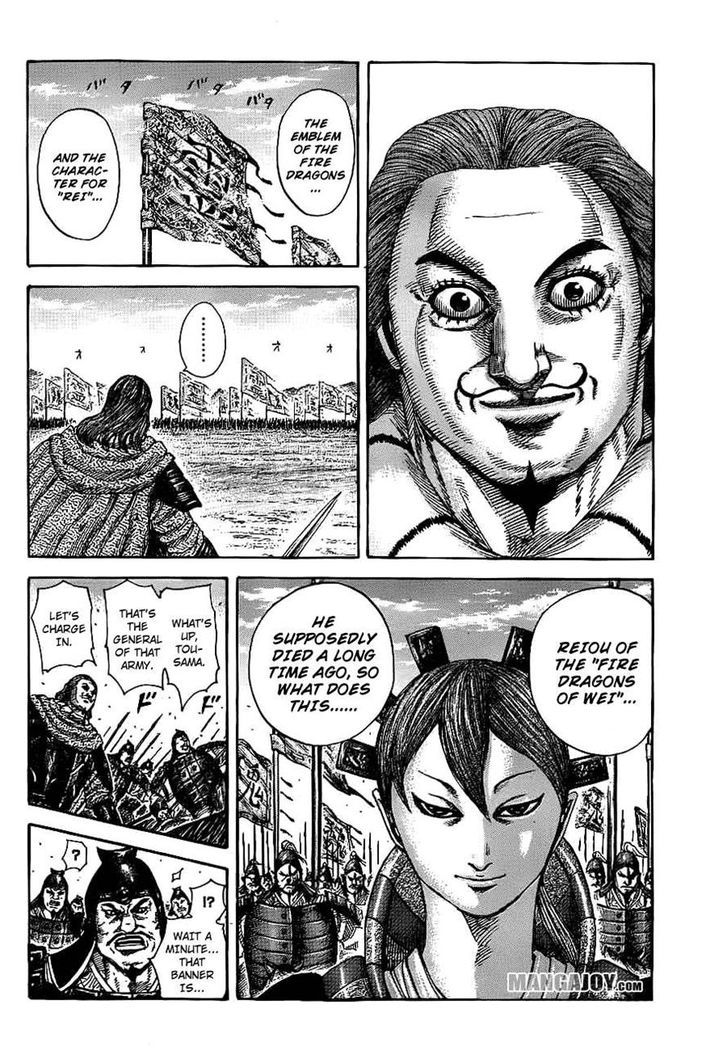 THE
EMBLEM
OF THE
FIRE
DRAGONS
...
AND THE
CHARAC-
TER FOR
"REI"...
バタ
バタ
バタ
オ
オ
オ
REIOU OF
THE "FIRE
DRAGONS
OF WEI"...
HE
SUPPOSEDLY
DIED A LONG
TIME AGO, SO
WHAT DOES
THIS......
WHAT'S
UP,
TOU-
SAMA.
THAT'S
THE
GENERAL
OF THAT
ARMY.
LET'S
CHARGE
IN.
ド
ド
?
!?
WAIT A
MINUTE...
THAT
BANNER
IS...
MANGAJOY.COM